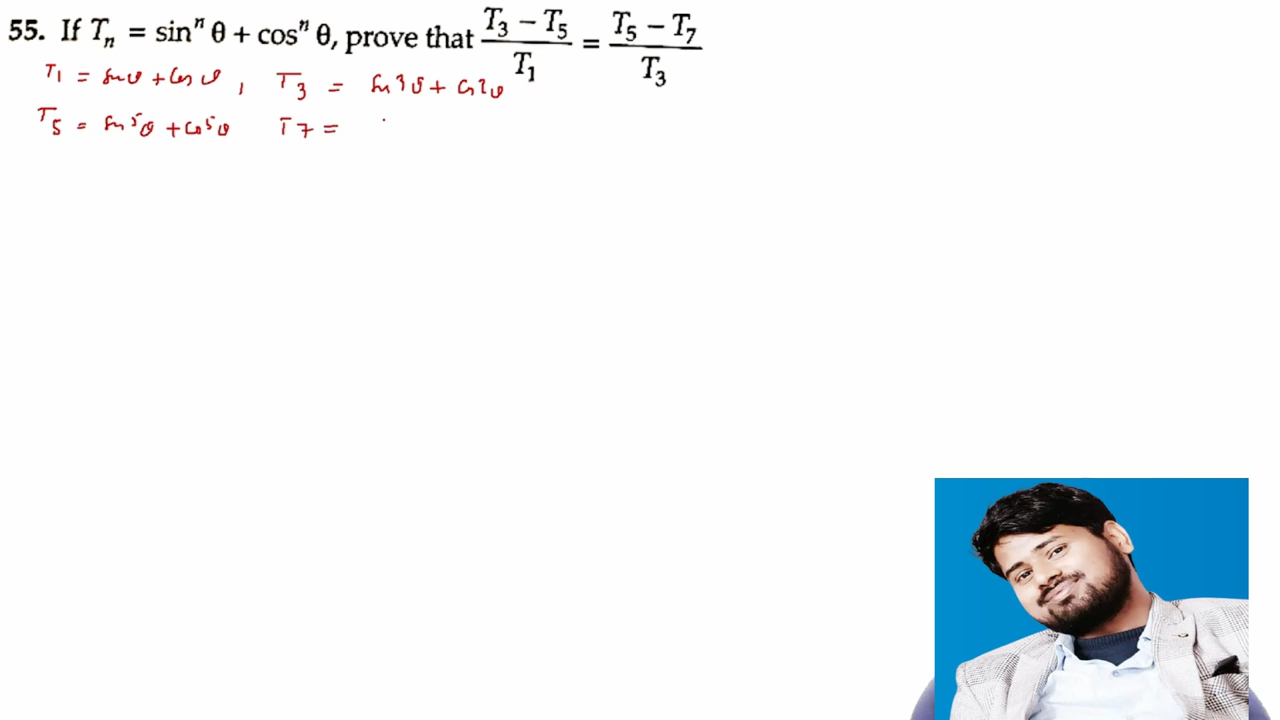 55. If Tₙ = sinⁿ θ + cosⁿ θ, prove that (T₃ − T₅)/T₁ = (T₅ − T₇)/T₃
T₁ = sinθ + cosθ , T₃ = sin³θ + cos³θ
T₅ = sin⁵θ + cos⁵θ T₇ =